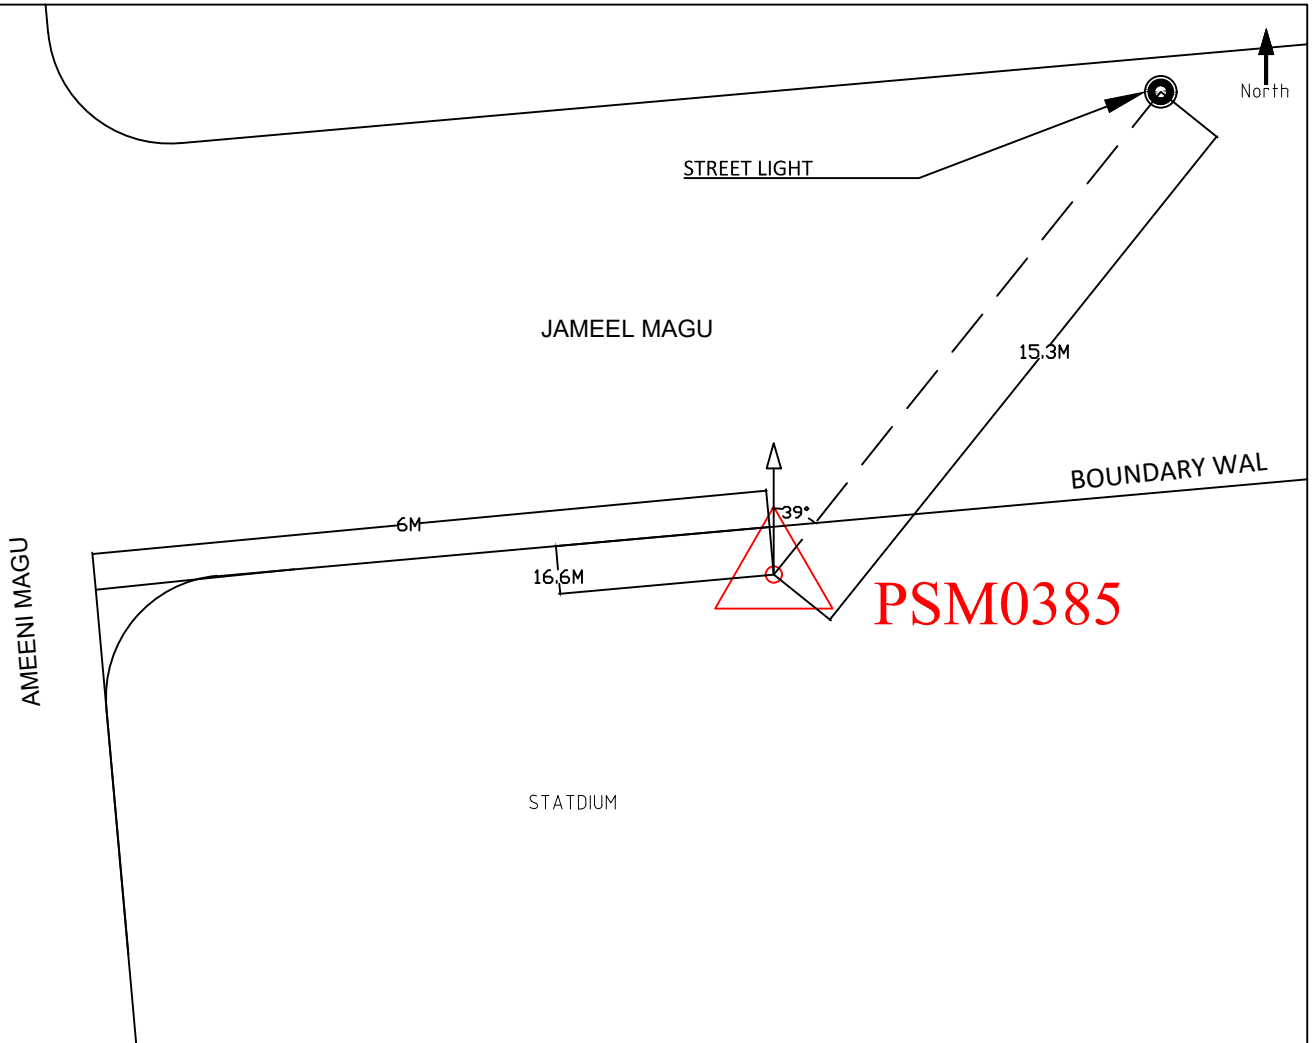 North
STREET LIGHT
JAMEEL MAGU
15.3M
BOUNDARY WAL
6M
39°
AMEENI MAGU
16.6M
PSM0385
STATDIUM